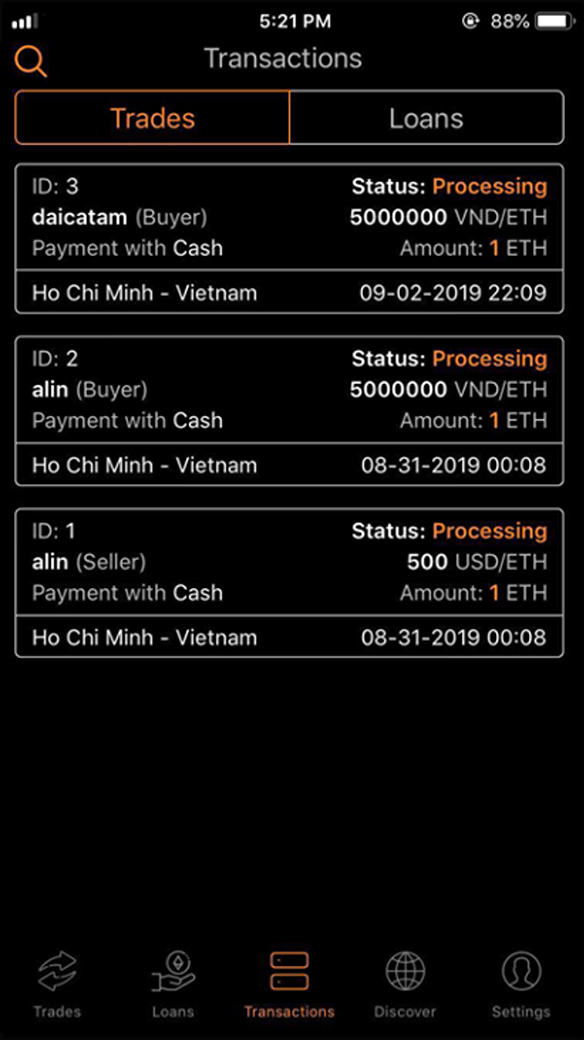 5:21 PM 88%
Transactions
Trades Loans
ID: 3 Status: Processing
daicatam (Buyer) 5000000 VND/ETH
Payment with Cash Amount: 1 ETH
Ho Chi Minh - Vietnam 09-02-2019 22:09
ID: 2 Status: Processing
alin (Buyer) 5000000 VND/ETH
Payment with Cash Amount: 1 ETH
Ho Chi Minh - Vietnam 08-31-2019 00:08
ID: 1 Status: Processing
alin (Seller) 500 USD/ETH
Payment with Cash Amount: 1 ETH
Ho Chi Minh - Vietnam 08-31-2019 00:08
Trades Loans Transactions Discover Settings